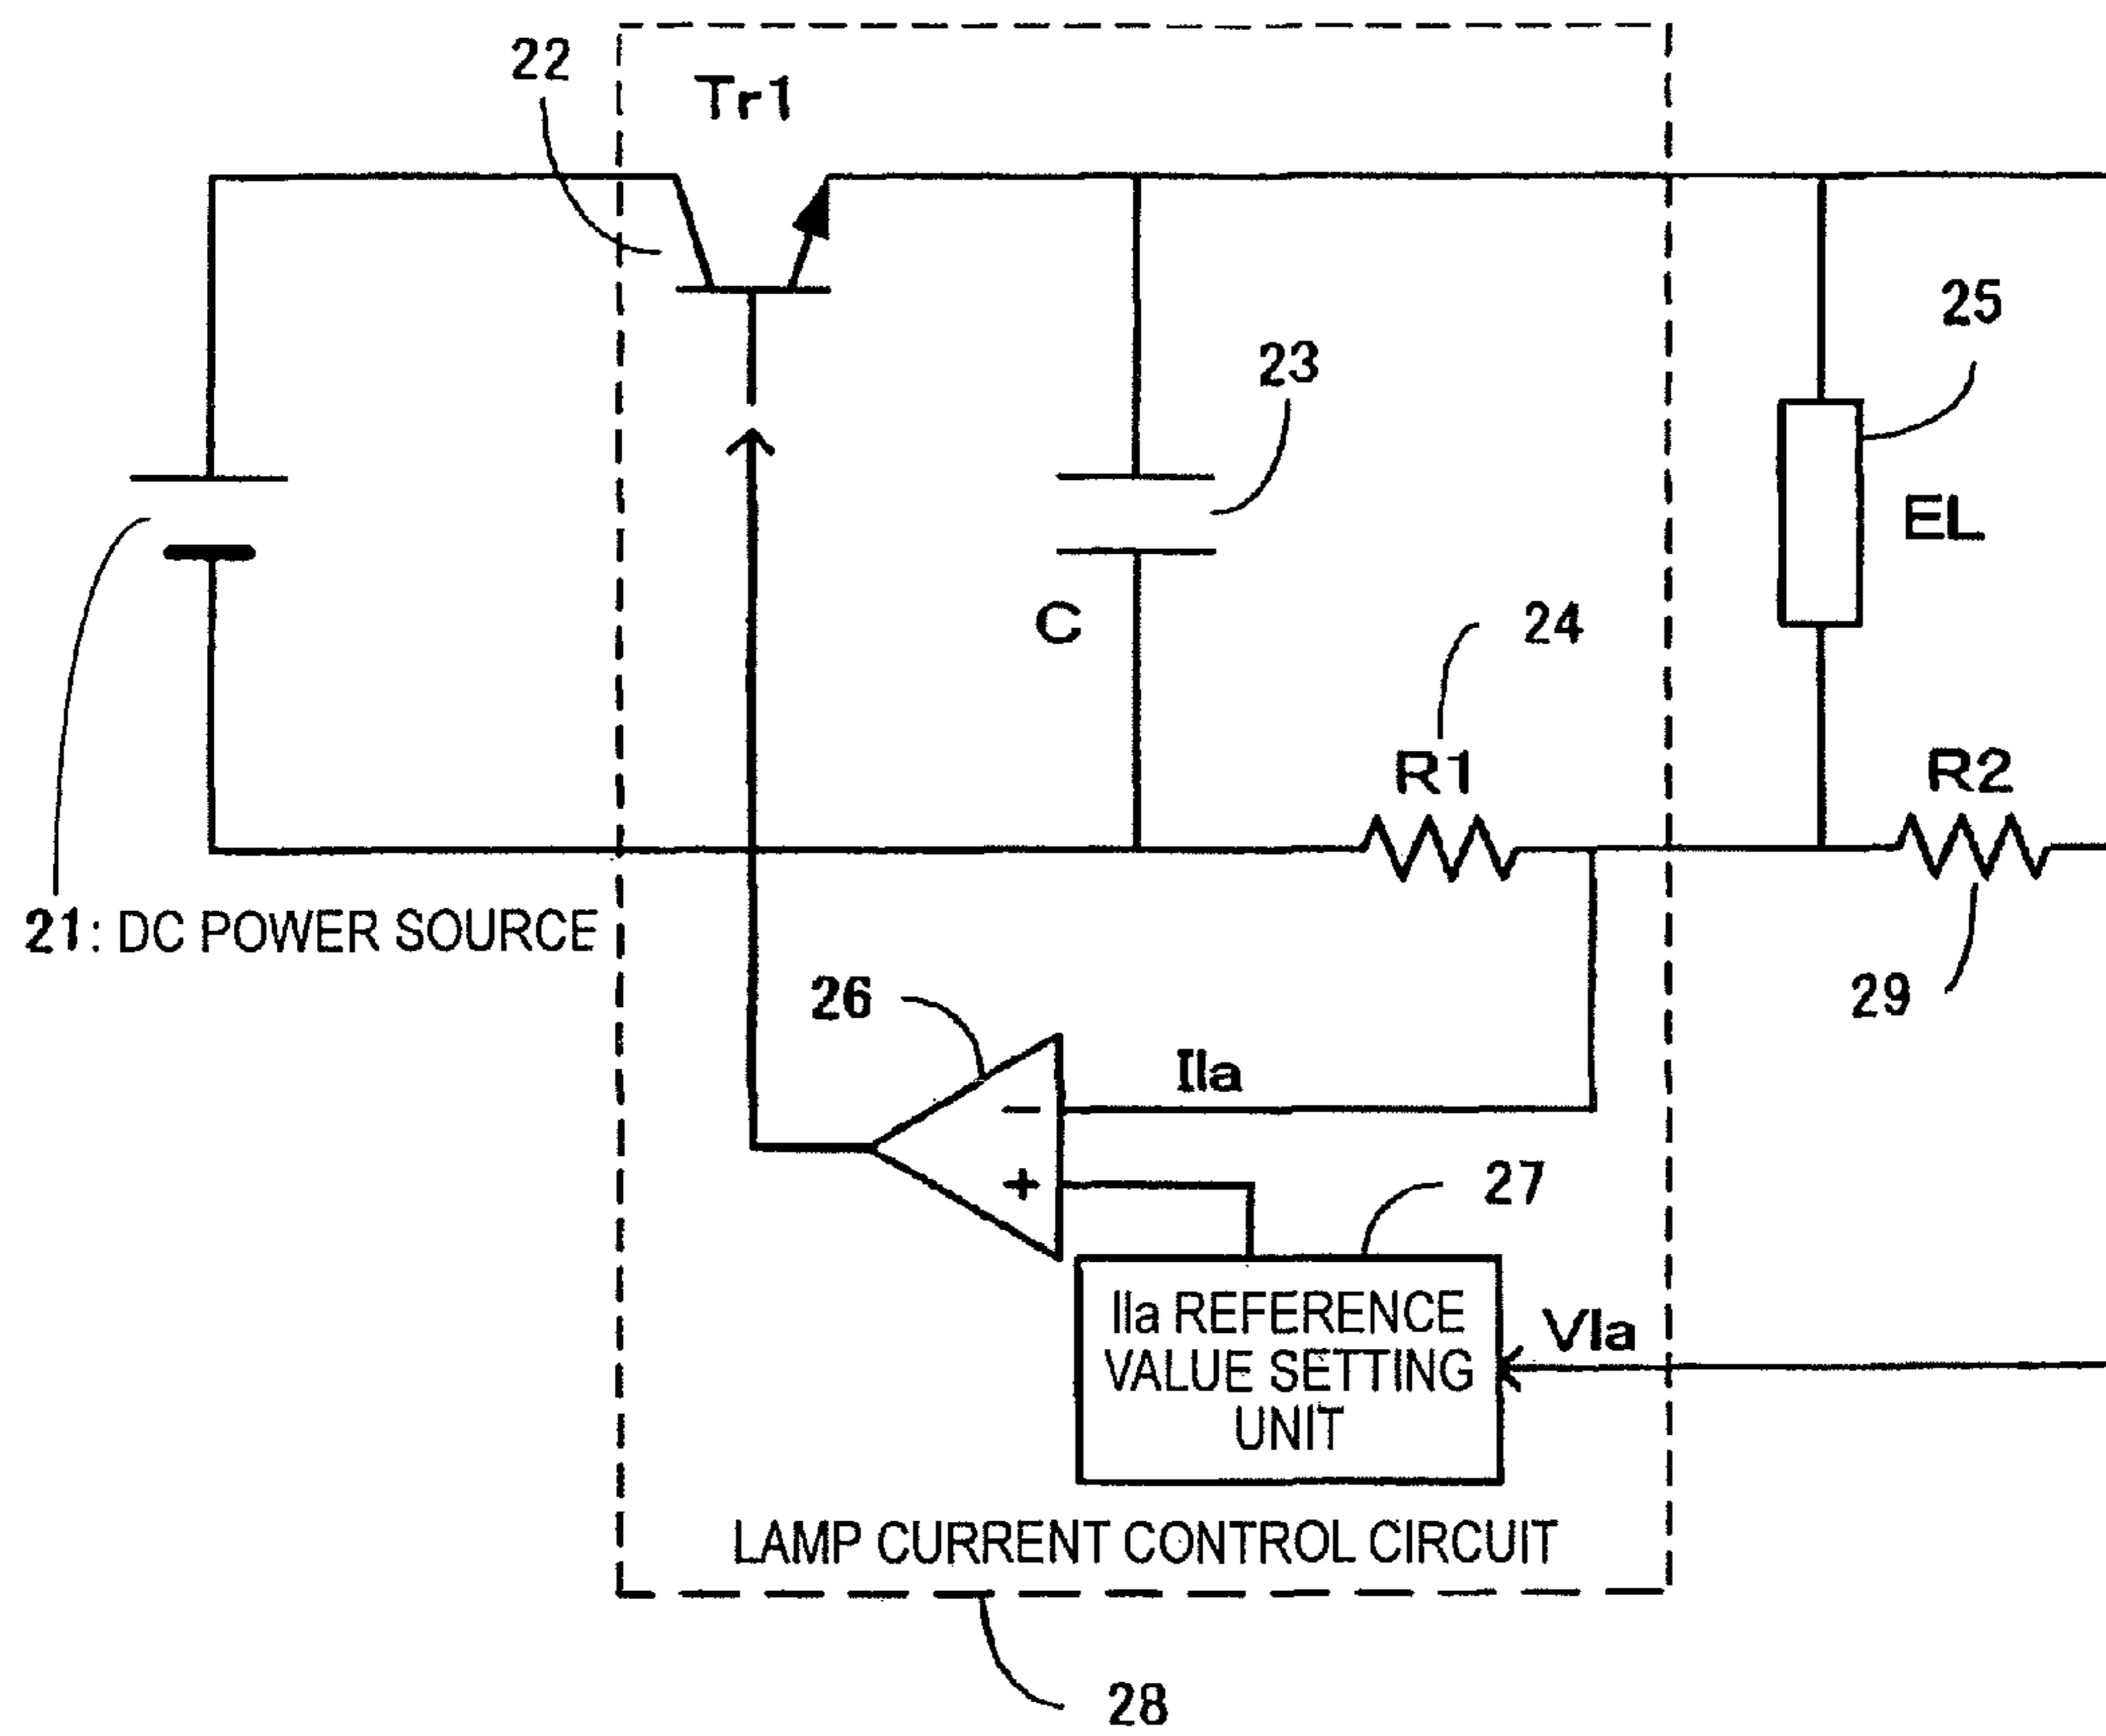 22
Tr1
25
23
EL
C
24
R1
R2
21: DC POWER SOURCE
26
29
Ila
−
+
27
Ila REFERENCE
VALUE SETTING
UNIT
Vla
LAMP CURRENT CONTROL CIRCUIT
28